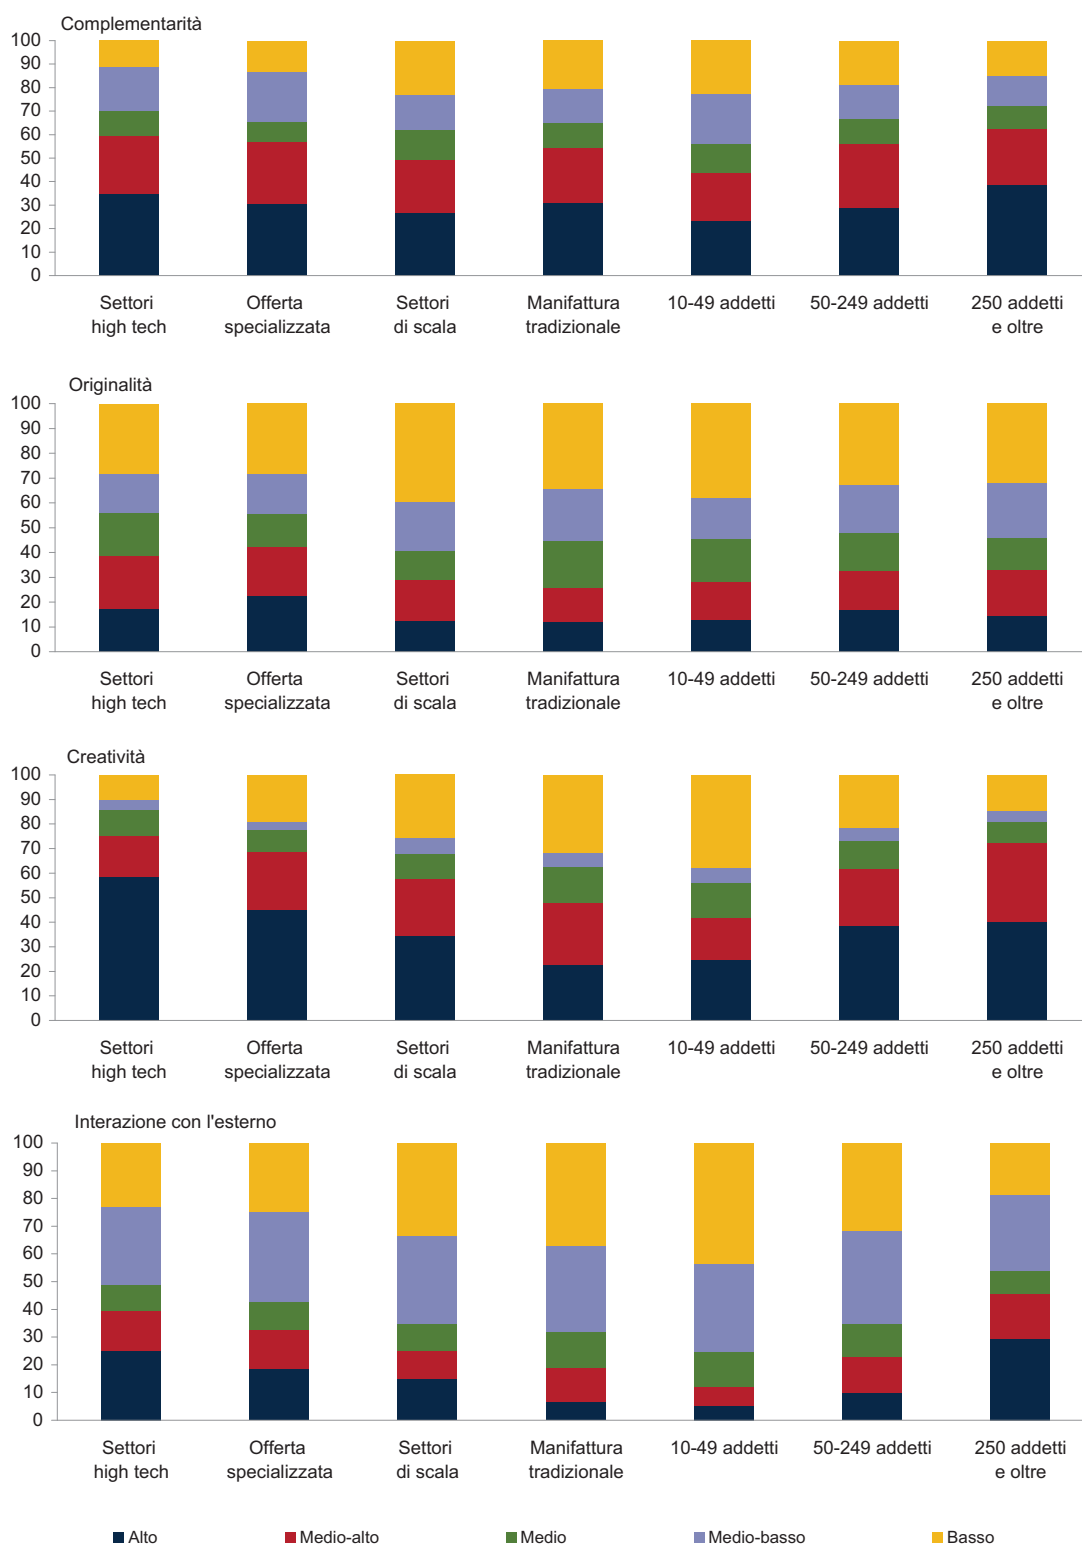 Complementarità
100
90
80
70
60
50
40
30
20
10
0
Settori high tech
Offerta specializzata
Settori di scala
Manifattura tradizionale
10-49 addetti
50-249 addetti
250 addetti e oltre
Originalità
100
90
80
70
60
50
40
30
20
10
0
Settori high tech
Offerta specializzata
Settori di scala
Manifattura tradizionale
10-49 addetti
50-249 addetti
250 addetti e oltre
Creatività
100
90
80
70
60
50
40
30
20
10
0
Settori high tech
Offerta specializzata
Settori di scala
Manifattura tradizionale
10-49 addetti
50-249 addetti
250 addetti e oltre
Interazione con l'esterno
100
90
80
70
60
50
40
30
20
10
0
Settori high tech
Offerta specializzata
Settori di scala
Manifattura tradizionale
10-49 addetti
50-249 addetti
250 addetti e oltre
Alto
Medio-alto
Medio
Medio-basso
Basso